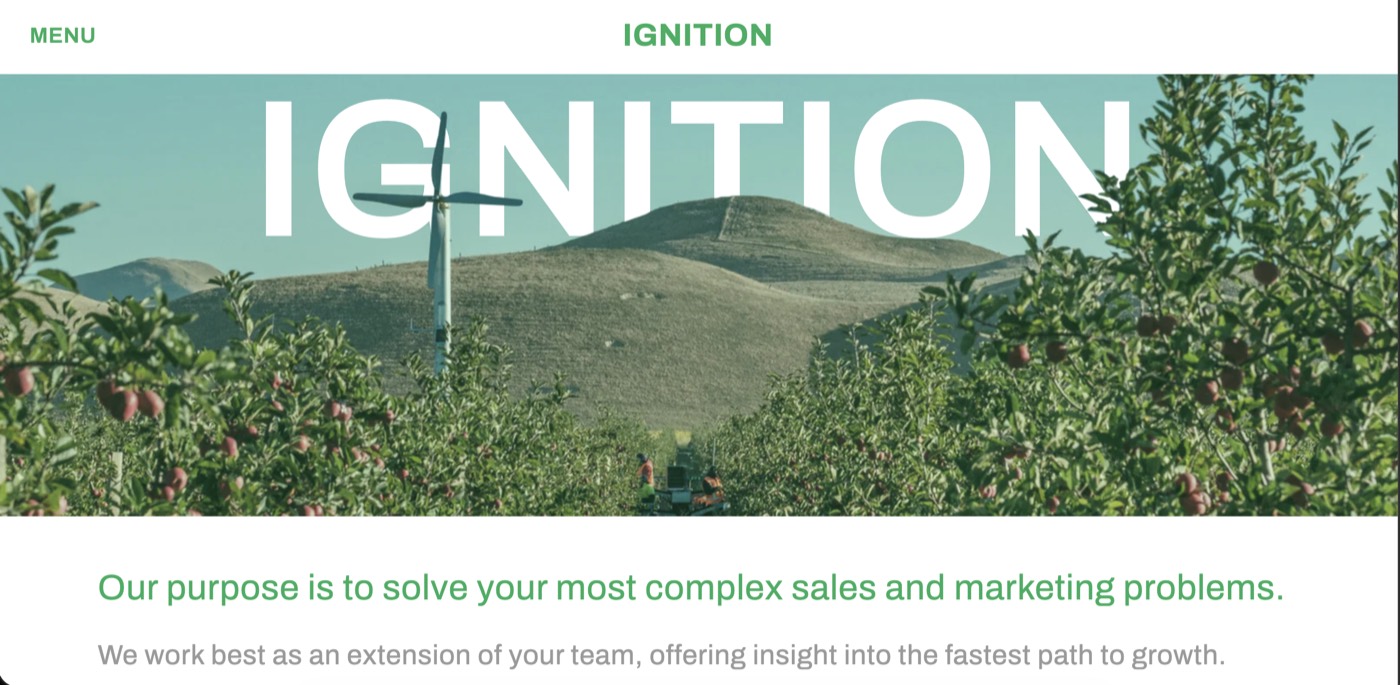 MENU
IGNITION
IGNITION
Our purpose is to solve your most complex sales and marketing problems.
We work best as an extension of your team, offering insight into the fastest path to growth.